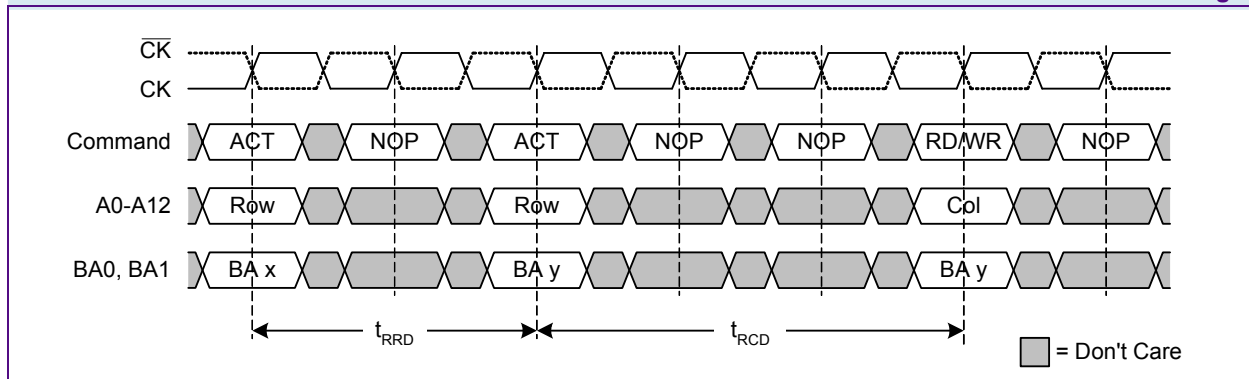 CK
CK
Command ACT NOP ACT NOP NOP RD/WR NOP
A0-A12 Row Row Col
BA0, BA1 BA x BA y BA y
tRRD tRCD
= Don't Care